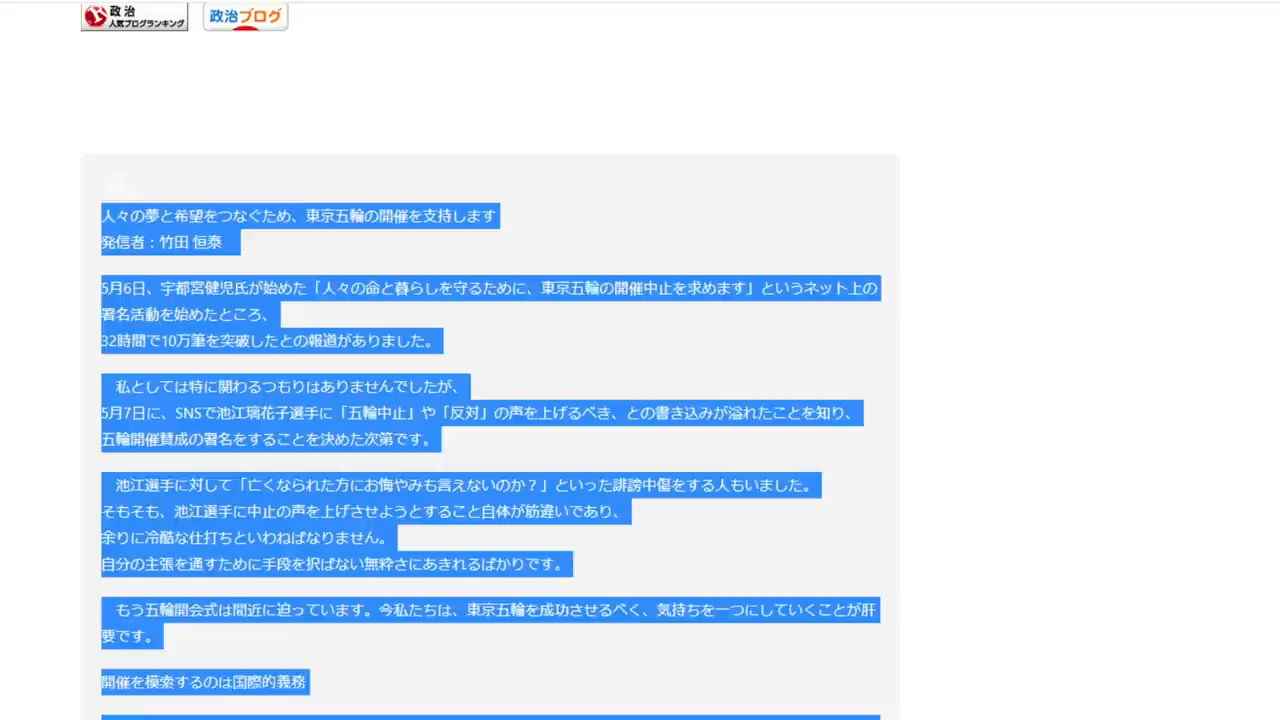 政治
人気ブログランキング
政治ブログ
人々の夢と希望をつなぐため、東京五輪の開催を支持します
発信者：竹田 恒泰
5月6日、宇都宮健児氏が始めた「人々の命と暮らしを守るために、東京五輪の開催中止を求めます」というネット上の
署名活動を始めたところ、
32時間で10万筆を突破したとの報道がありました。
私としては特に関わるつもりはありませんでしたが、
5月7日に、SNSで池江璃花子選手に「五輪中止」や「反対」の声を上げるべき、との書き込みが溢れたことを知り、
五輪開催賛成の署名をすることを決めた次第です。
池江選手に対して「亡くなられた方にお悔やみも言えないのか？」といった誹謗中傷をする人もいました。
そもそも、池江選手に中止の声を上げさせようとすること自体が筋違いであり、
余りに冷酷な仕打ちといわねばなりません。
自分の主張を通すために手段を択ばない無粋さにあきれるばかりです。
もう五輪開会式は間近に迫っています。今私たちは、東京五輪を成功させるべく、気持ちを一つにしていくことが肝
要です。
開催を模索するのは国際的義務